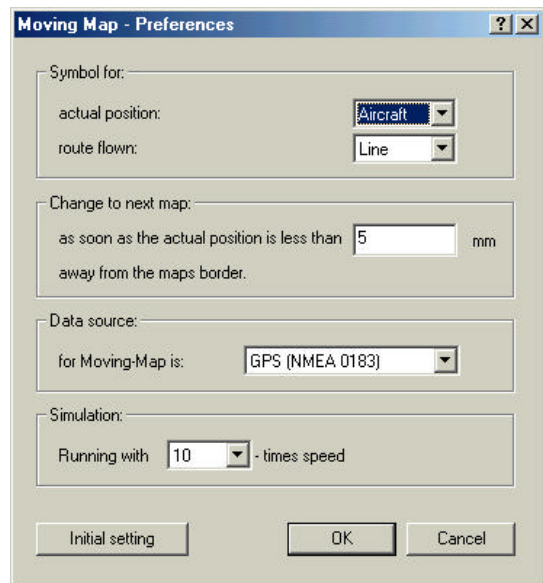 Moving Map - Preferences
Symbol for:
actual position: Aircraft
route flown: Line
Change to next map:
as soon as the actual position is less than 5 mm
away from the maps border.
Data source:
for Moving-Map is: GPS (NMEA 0183)
Simulation:
Running with 10 - times speed
Initial setting OK Cancel